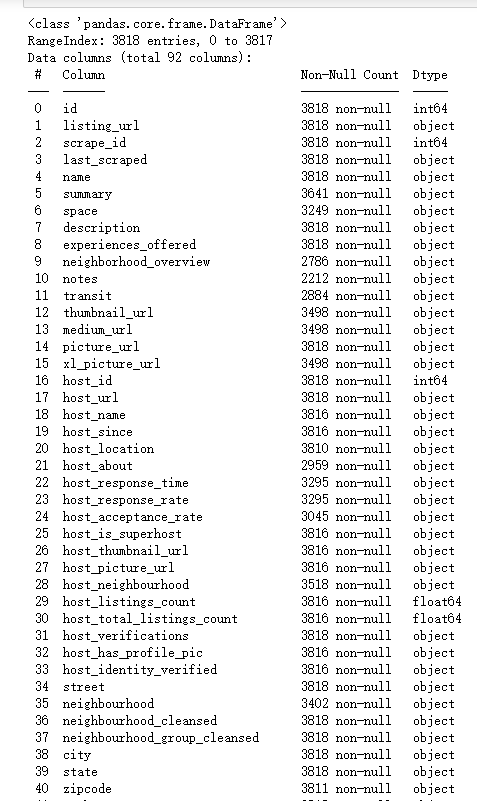 <class 'pandas.core.frame.DataFrame'>
RangeIndex: 3818 entries, 0 to 3817
Data columns (total 92 columns):
# Column Non-Null Count Dtype
0 id 3818 non-null int64
1 listing_url 3818 non-null object
2 scrape_id 3818 non-null int64
3 last_scraped 3818 non-null object
4 name 3818 non-null object
5 summary 3641 non-null object
6 space 3249 non-null object
7 description 3818 non-null object
8 experiences_offered 3818 non-null object
9 neighborhood_overview 2786 non-null object
10 notes 2212 non-null object
11 transit 2884 non-null object
12 thumbnail_url 3498 non-null object
13 medium_url 3498 non-null object
14 picture_url 3818 non-null object
15 xl_picture_url 3498 non-null object
16 host_id 3818 non-null int64
17 host_url 3818 non-null object
18 host_name 3816 non-null object
19 host_since 3816 non-null object
20 host_location 3810 non-null object
21 host_about 2959 non-null object
22 host_response_time 3295 non-null object
23 host_response_rate 3295 non-null object
24 host_acceptance_rate 3045 non-null object
25 host_is_superhost 3816 non-null object
26 host_thumbnail_url 3816 non-null object
27 host_picture_url 3816 non-null object
28 host_neighbourhood 3518 non-null object
29 host_listings_count 3816 non-null float64
30 host_total_listings_count 3816 non-null float64
31 host_verifications 3818 non-null object
32 host_has_profile_pic 3816 non-null object
33 host_identity_verified 3816 non-null object
34 street 3818 non-null object
35 neighbourhood 3402 non-null object
36 neighbourhood_cleansed 3818 non-null object
37 neighbourhood_group_cleansed 3818 non-null object
38 city 3818 non-null object
39 state 3818 non-null object
40 zipcode 3811 non-null object